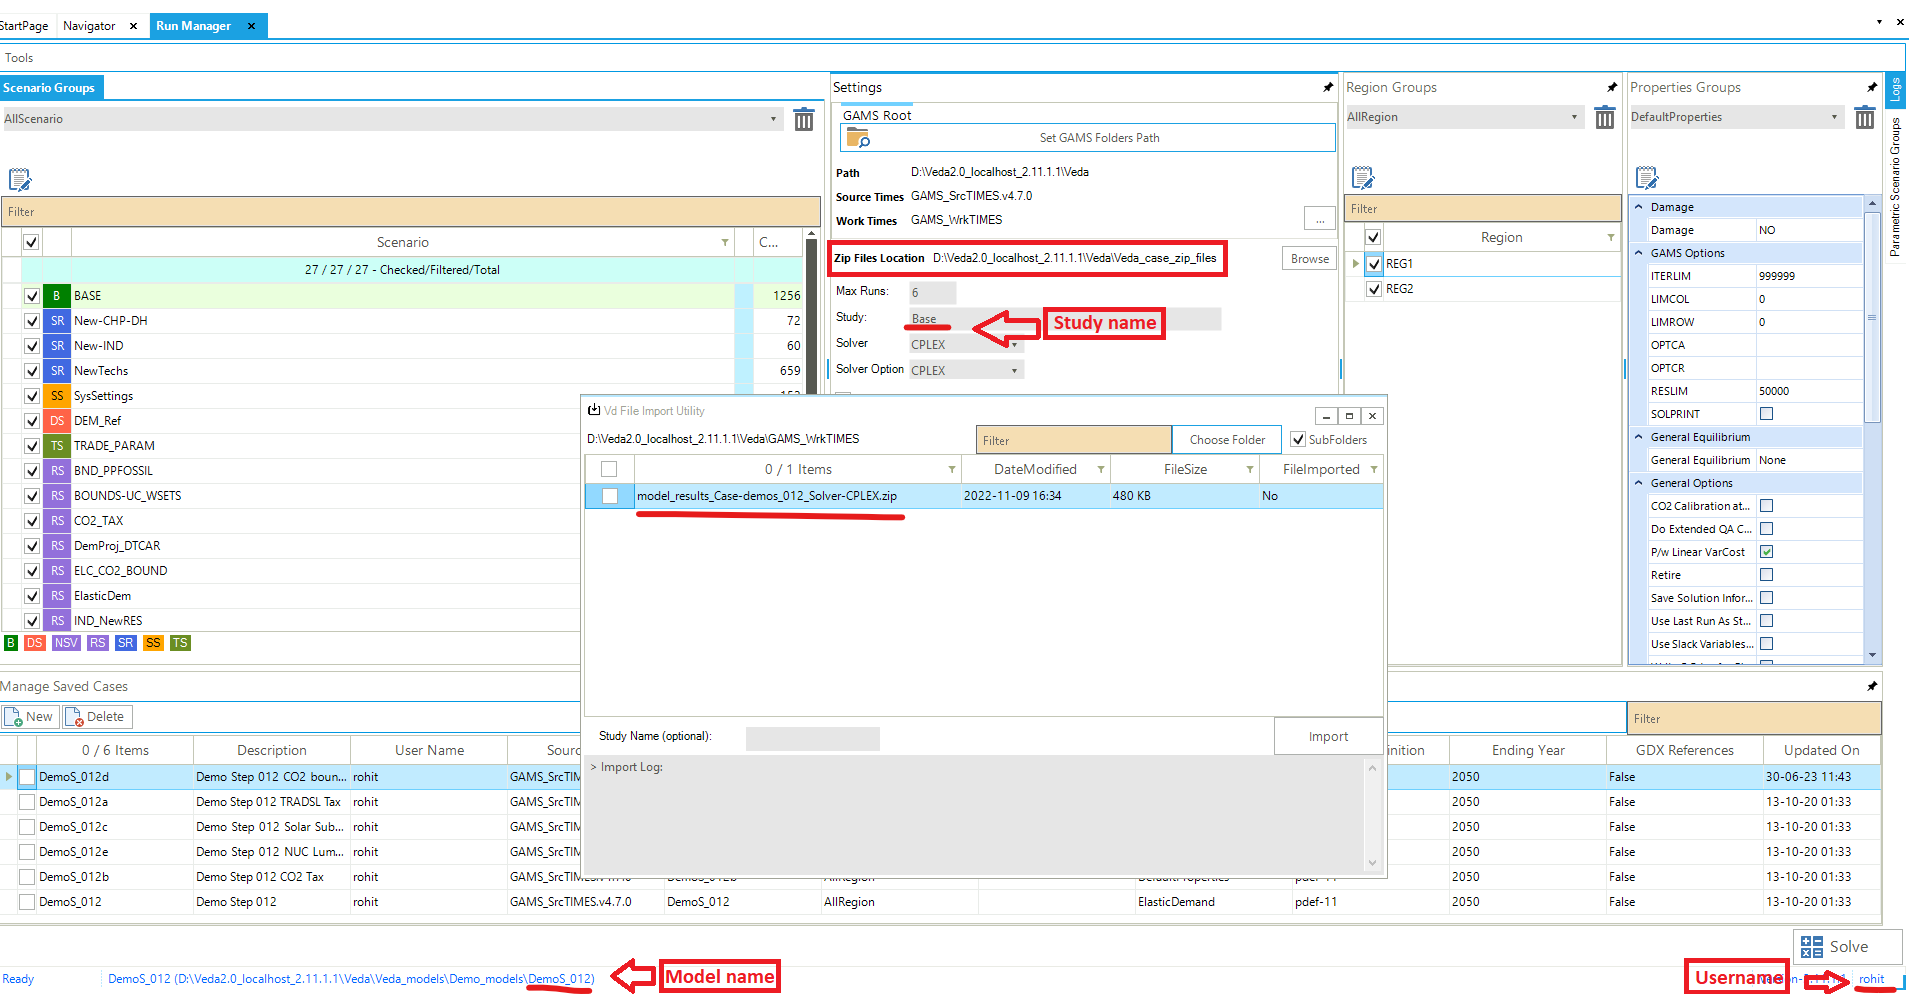 StartPage Navigator × Run Manager ×
Tools
Scenario Groups
AllScenario
Filter
Scenario C...
27 / 27 / 27 - Checked/Filtered/Total
B BASE 1256
SR New-CHP-DH 72
SR New-IND 60
SR NewTechs 659
SS SysSettings
DS DEM_Ref
TS TRADE_PARAM
RS BND_PPFOSSIL
RS BOUNDS-UC_WSETS
RS CO2_TAX
RS DemProj_DTCAR
RS ELC_CO2_BOUND
RS ElasticDem
RS IND_NewRES
B DS NSV RS SR SS TS
Settings
GAMS Root
Set GAMS Folders Path
Path D:\Veda2.0_localhost_2.11.1.1\Veda
Source Times GAMS_SrcTIMES.v4.7.0
Work Times GAMS_WrkTIMES
...
Zip Files Location D:\Veda2.0_localhost_2.11.1.1\Veda\Veda_case_zip_files
Browse
Max Runs: 6
Study: Base
Study name
Solver CPLEX
Solver Option CPLEX
Region Groups
AllRegion
Filter
Region
REG1
REG2
Properties Groups
DefaultProperties
Damage
Damage NO
GAMS Options
ITERLIM 999999
LIMCOL 0
LIMROW 0
OPTCA
OPTCR
RESLIM 50000
SOLPRINT
General Equilibrium
General Equilibrium None
General Options
CO2 Calibration at...
Do Extended QA C...
P/w Linear VarCost
Retire
Save Solution Infor...
Use Last Run As St...
Use Slack Variables...
Logs
Parametric Scenario Groups
Vd File Import Utility
D:\Veda2.0_localhost_2.11.1.1\Veda\GAMS_WrkTIMES
Filter
Choose Folder
SubFolders
0 / 1 Items DateModified FileSize FileImported
model_results_Case-demos_012_Solver-CPLEX.zip 2022-11-09 16:34 480 KB No
Study Name (optional):
Import
> Import Log:
Manage Saved Cases
New Delete
Filter
0 / 6 Items Description User Name Sourc inition Ending Year GDX References Updated On
DemoS_012d Demo Step 012 CO2 boun... rohit GAMS_SrcTIM 2050 False 30-06-23 11:43
DemoS_012a Demo Step 012 TRADSL Tax rohit GAMS_SrcTIM 2050 False 13-10-20 01:33
DemoS_012c Demo Step 012 Solar Sub... rohit GAMS_SrcTIM 2050 False 13-10-20 01:33
DemoS_012e Demo Step 012 NUC Lum... rohit GAMS_SrcTIM 2050 False 13-10-20 01:33
DemoS_012b Demo Step 012 CO2 Tax rohit GAMS_SrcTIMES.v4.7.0 DemoS_012b AllRegion DefaultProperties pdef-11 2050 False 13-10-20 01:33
DemoS_012 Demo Step 012 rohit GAMS_SrcTIMES.v4.7.0 DemoS_012 AllRegion ElasticDemand pdef-11 2050 False 13-10-20 01:33
Solve
Ready DemoS_012 (D:\Veda2.0_localhost_2.11.1.1\Veda\Veda_models\Demo_models\DemoS_012)
Model name
Username
rohit